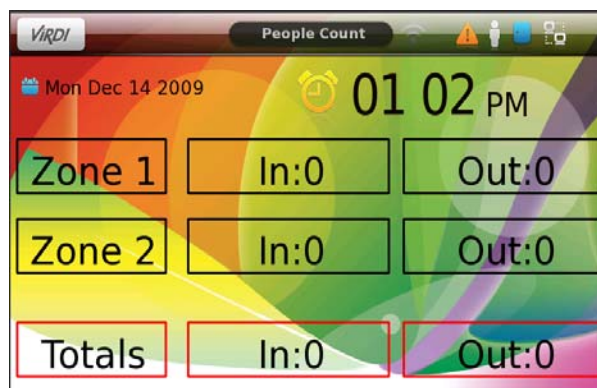 ViRDI People Count
Mon Dec 14 2009 01 02 PM
Zone 1 In:0 Out:0
Zone 2 In:0 Out:0
Totals In:0 Out:0